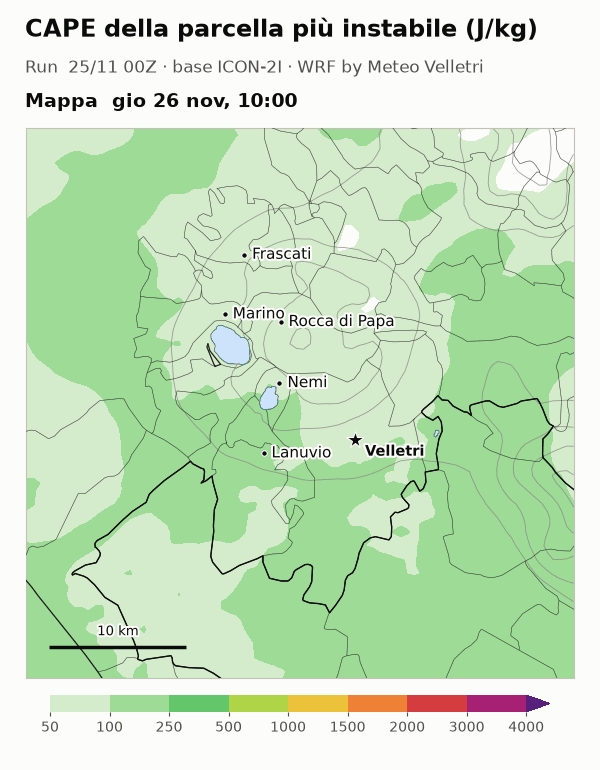 CAPE della parcella più instabile (J/kg)
Run  25/11 00Z · base ICON-2I · WRF by Meteo Velletri
Mappa  gio 26 nov, 10:00
Frascati
Marino
Rocca di Papa
Nemi
Velletri
Lanuvio
10 km
50 100 250 500 1000 1500 2000 3000 4000